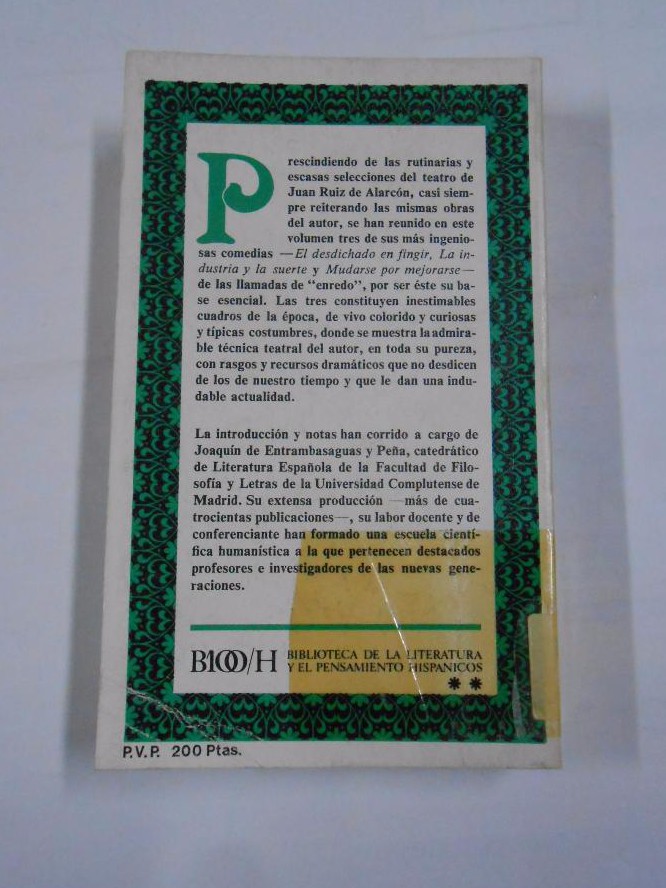 Prescindiendo de las rutinarias y
escasas selecciones del teatro de
Juan Ruiz de Alarcón, casi siem-
pre reiterando las mismas obras
del autor, se han reunido en este
volumen tres de sus más ingenio-
sas comedias —El desdichado en fingir, La in-
dustria y la suerte y Mudarse por mejorarse—
de las llamadas de “enredo”, por ser éste su ba-
se esencial. Las tres constituyen inestimables
cuadros de la época, de vivo colorido y curiosas
y típicas costumbres, donde se muestra la admira-
ble técnica teatral del autor, en toda su pureza,
con rasgos y recursos dramáticos que no desdicen
de los de nuestro tiempo y que le dan una indu-
dable actualidad.
La introducción y notas han corrido a cargo de
Joaquín de Entrambasaguas y Peña, catedrático
de Literatura Española de la Facultad de Filo-
sofía y Letras de la Universidad Complutense de
Madrid. Su extensa producción —más de cua-
trocientas publicaciones—, su labor docente y de
conferenciante han formado una escuela cientí-
fica humanística a la que pertenecen destacados
profesores e investigadores de las nuevas gene-
raciones.
B100/H BIBLIOTECA DE LA LITERATURA
Y EL PENSAMIENTO HISPANICOS
**
P.V.P. 200 Ptas.